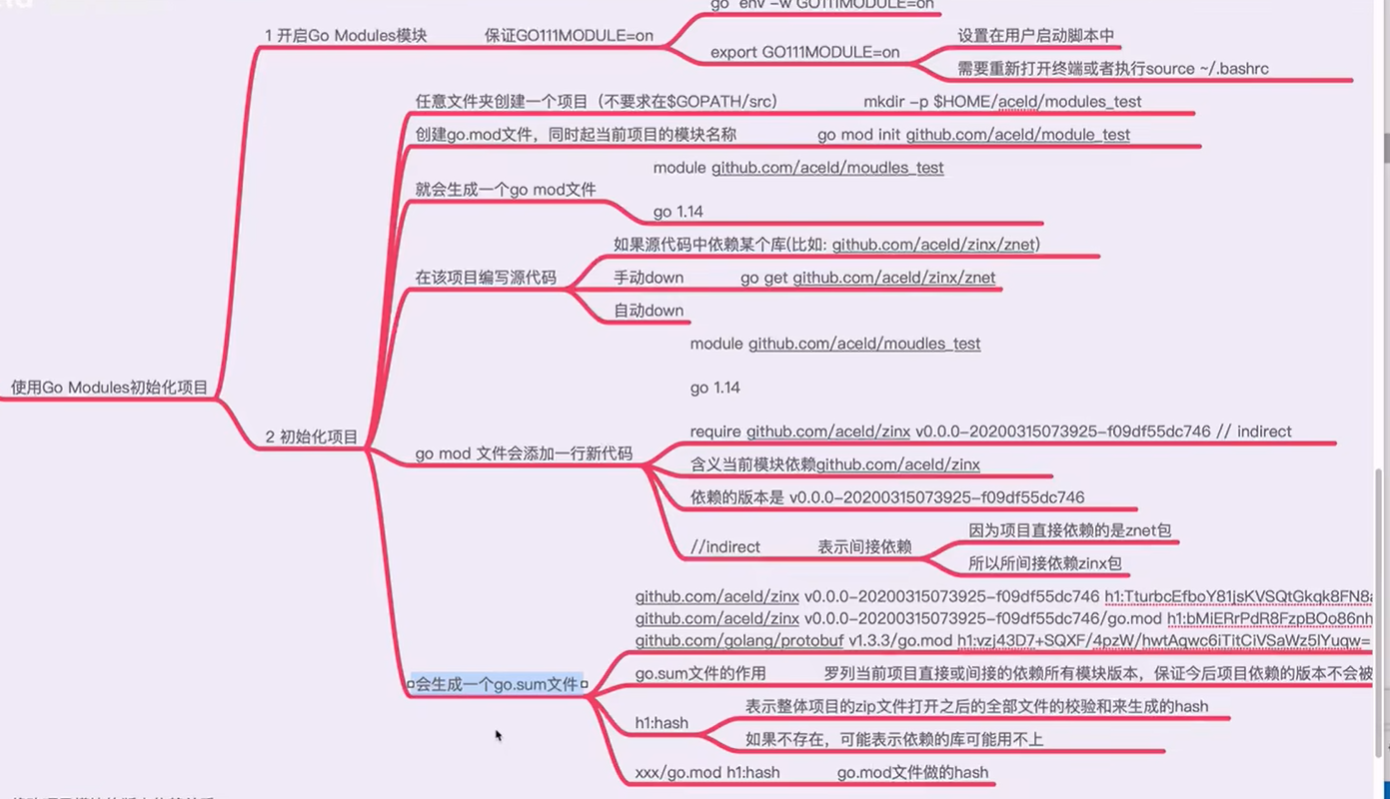 go env -w GO111MODULE=on
1 开启Go Modules模块
保证GO111MODULE=on
export GO111MODULE=on
设置在用户启动脚本中
需要重新打开终端或者执行source ~/.bashrc
任意文件夹创建一个项目（不要求在$GOPATH/src）
mkdir -p $HOME/aceld/modules_test
创建go.mod文件，同时起当前项目的模块名称
go mod init github.com/aceld/module_test
module github.com/aceld/moudles_test
就会生成一个go mod文件
go 1.14
如果源代码中依赖某个库(比如: github.com/aceld/zinx/znet)
在该项目编写源代码
手动down
go get github.com/aceld/zinx/znet
自动down
module github.com/aceld/moudles_test
go 1.14
使用Go Modules初始化项目
2 初始化项目
require github.com/aceld/zinx v0.0.0-20200315073925-f09df55dc746 // indirect
go mod 文件会添加一行新代码
含义当前模块依赖github.com/aceld/zinx
依赖的版本是 v0.0.0-20200315073925-f09df55dc746
//indirect
表示间接依赖
因为项目直接依赖的是znet包
所以所间接依赖zinx包
github.com/aceld/zinx v0.0.0-20200315073925-f09df55dc746 h1:TturbcEfboY81jsKVSQtGkqk8FN8
github.com/aceld/zinx v0.0.0-20200315073925-f09df55dc746/go.mod h1:bMiERrPdR8FzpBOo86nh
github.com/golang/protobuf v1.3.3/go.mod h1:vzj43D7+SQXF/4pzW/hwtAqwc6iTitCiVSaWz5lYuqw=
go.sum文件的作用
罗列当前项目直接或间接的依赖所有模块版本，保证今后项目依赖的版本不会被
会生成一个go.sum文件
h1:hash
表示整体项目的zip文件打开之后的全部文件的校验和来生成的hash
如果不存在，可能表示依赖的库可能用不上
xxx/go.mod h1:hash
go.mod文件做的hash